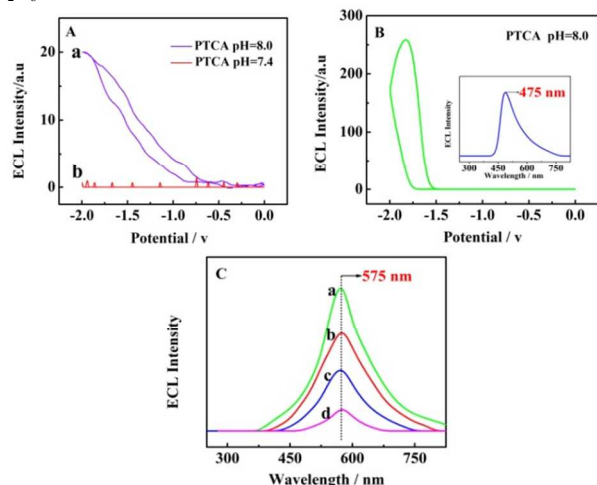 A
PTCA pH=8.0
PTCA pH=7.4
a
b
20
10
0
-2.0 -1.5 -1.0 -0.5 0.0
ECL Intensity/a.u
Potential / v
B
PTCA pH=8.0
300
250
200
150
100
50
0
-2.0 -1.5 -1.0 -0.5 0.0
ECL Intensity/a.u
Potential / v
475 nm
ECL Intensity
300 450 600 750
Wavelength / nm
C
575 nm
a
b
c
d
ECL Intensity
300 450 600 750
Wavelength / nm